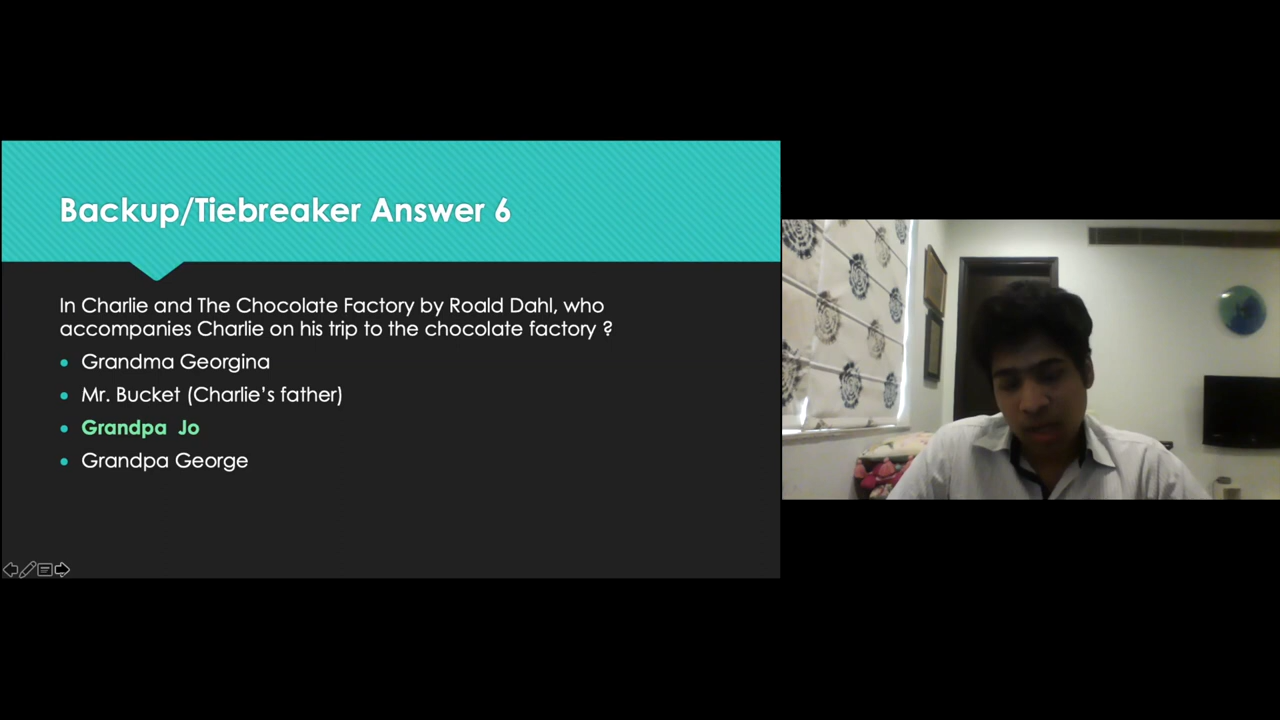 Backup/Tiebreaker Answer 6
In Charlie and The Chocolate Factory by Roald Dahl, who
accompanies Charlie on his trip to the chocolate factory ?
Grandma Georgina
Mr. Bucket (Charlie’s father)
Grandpa  Jo
Grandpa George